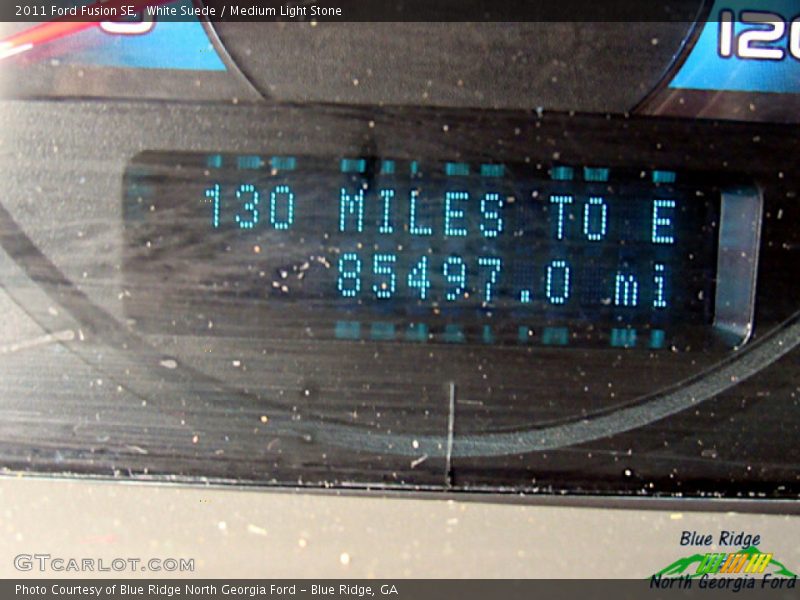 2011 Ford Fusion SE, White Suede / Medium Light Stone
120
130 MILES TO E
85497.0 mi
Blue Ridge
North Georgia Ford
GTCARLOT.COM
Photo Courtesy of Blue Ridge North Georgia Ford - Blue Ridge, GA